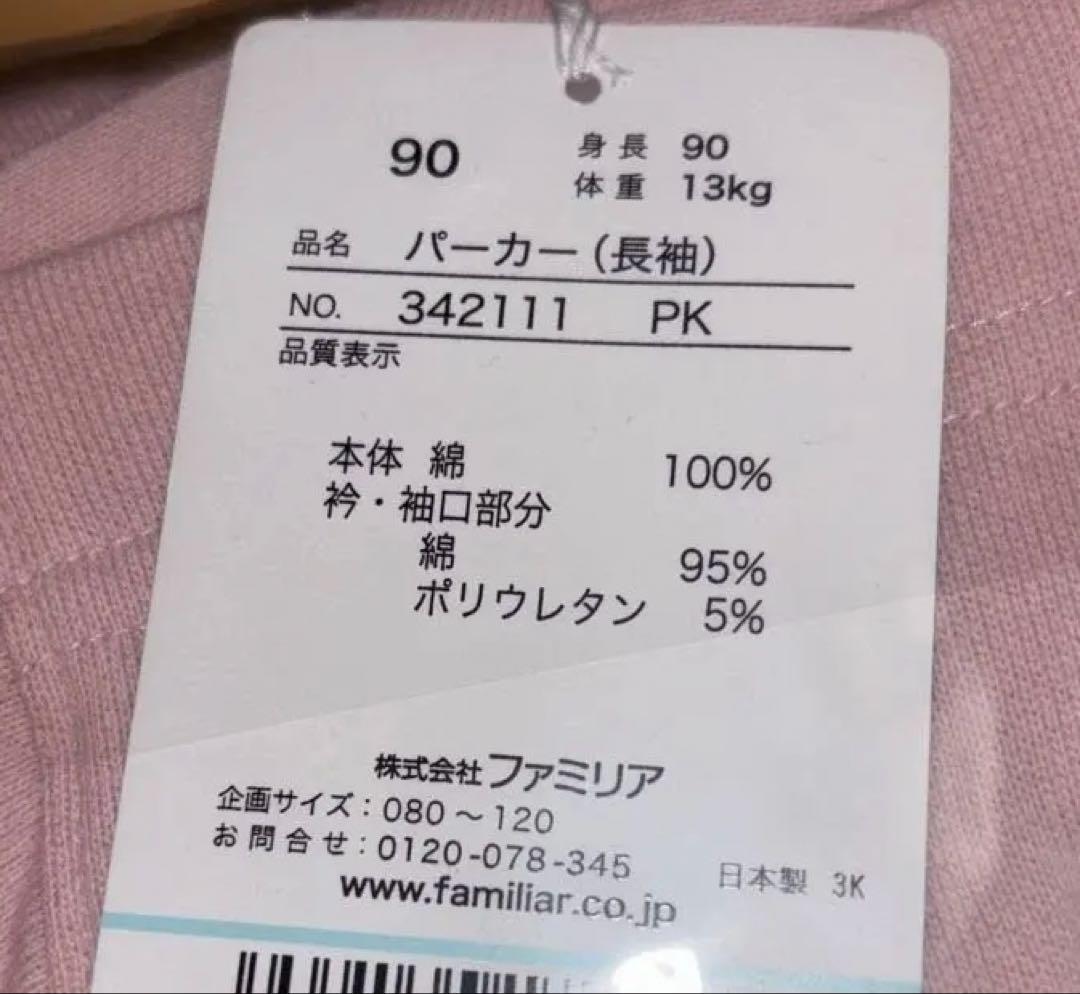 90 身長 90
体重 13kg
品名 パーカー(長袖)
NO. 342111 PK
品質表示
本体 綿 100%
衿・袖口部分
綿 95%
ポリウレタン 5%
株式会社ファミリア
企画サイズ:080~120
お問合せ:0120-078-345
www.familiar.co.jp
日本製 3K